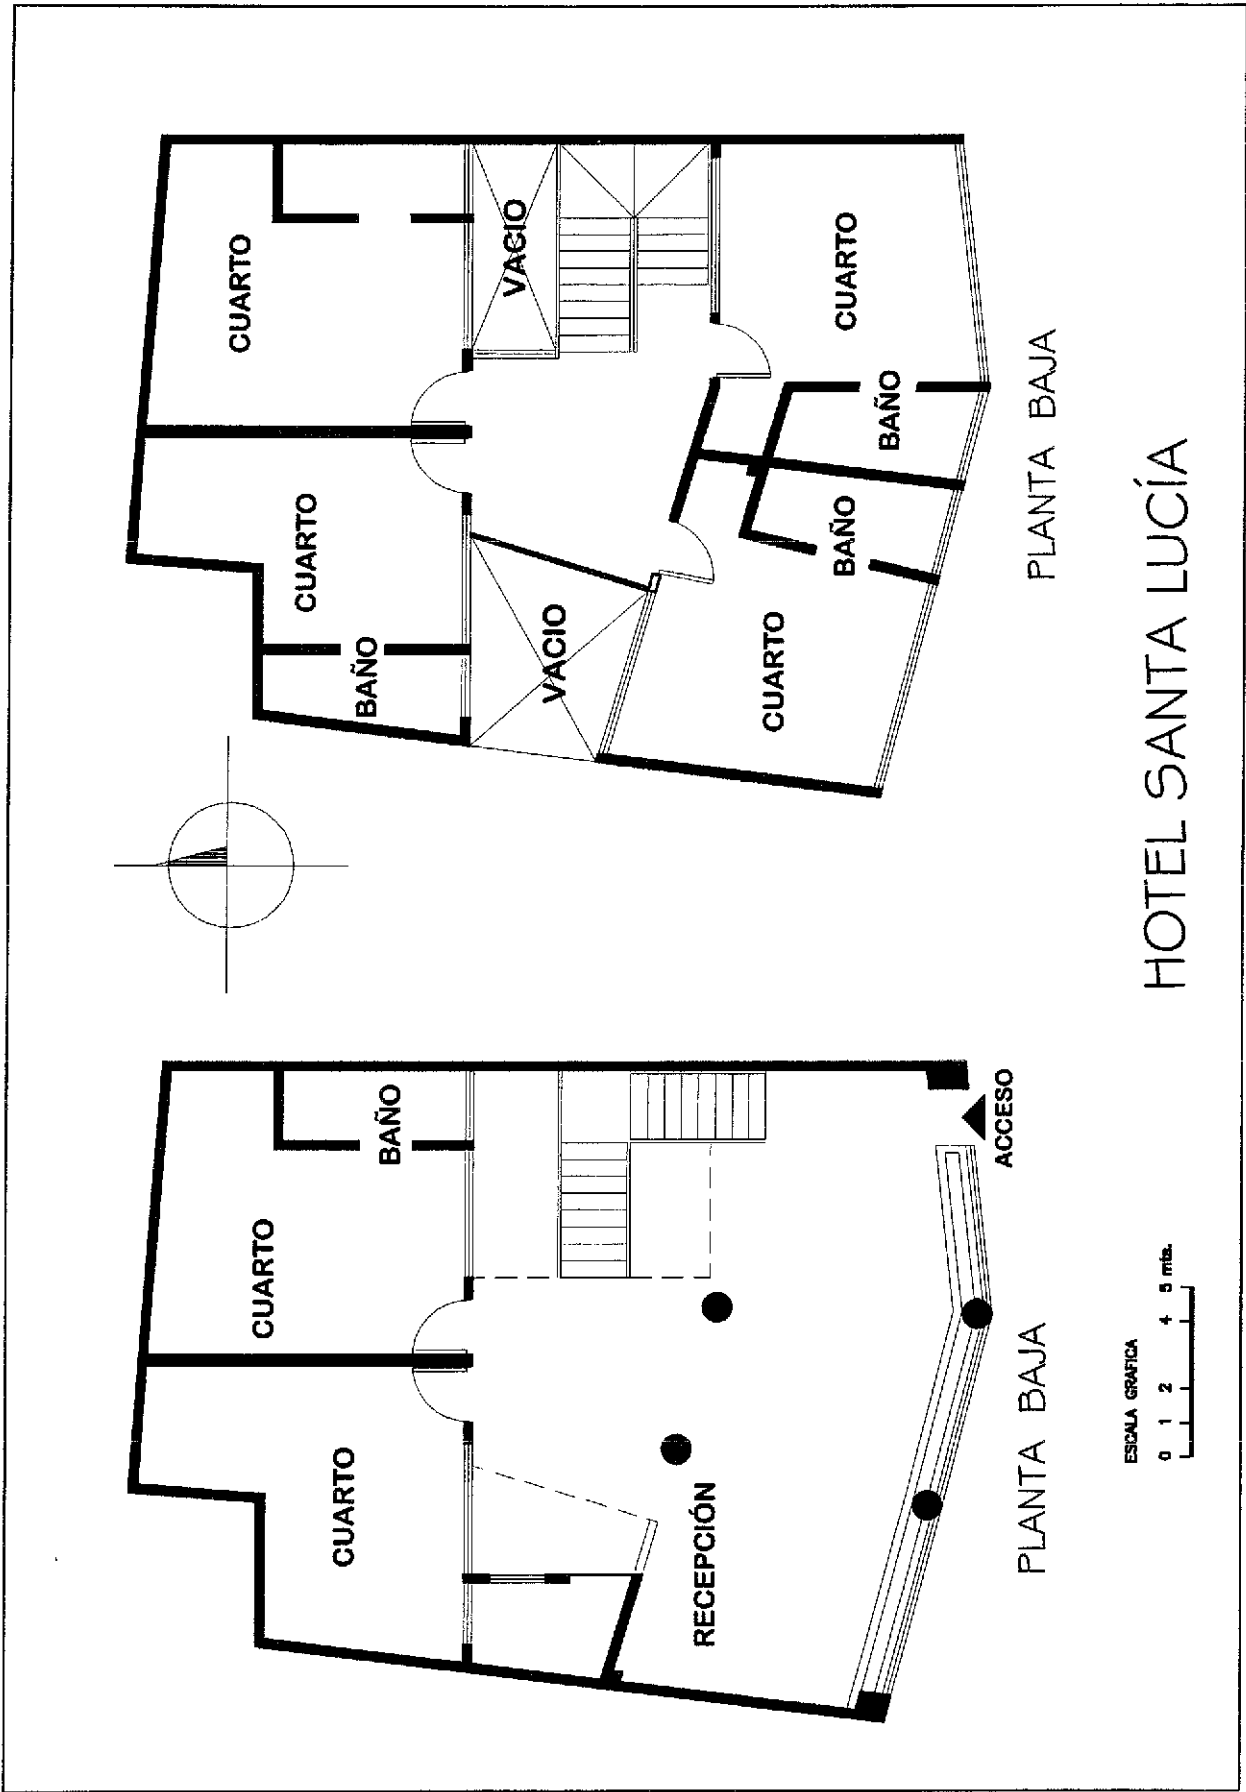 CUARTO
BAÑO
CUARTO
RECEPCIÓN
ACCESO
PLANTA BAJA
ESCALA GRAFICA
0 1 2 4 5 mts.
CUARTO
CUARTO
BAÑO
VACIO
VACIO
CUARTO
BAÑO
BAÑO
CUARTO
PLANTA BAJA
HOTEL SANTA LUCÍA